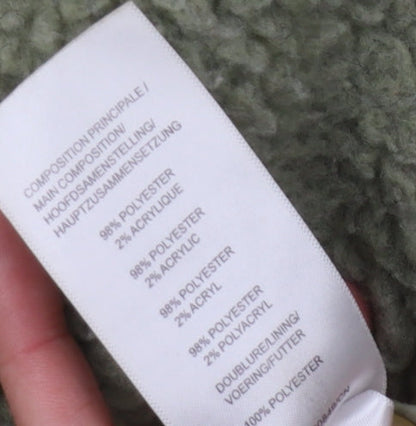 COMPOSITION PRINCIPALE /
MAIN COMPOSITION/
HOOFDSAMENSTELLING/
HAUPTZUSAMMENSETZUNG
98% POLYESTER
2% ACRYLIQUE
98% POLYESTER
2% ACRYLIC
98% POLYESTER
2% ACRYL
98% POLYESTER
2% POLYACRYL
DOUBLURE/LINING/
VOERING/FUTTER
100% POLYESTER